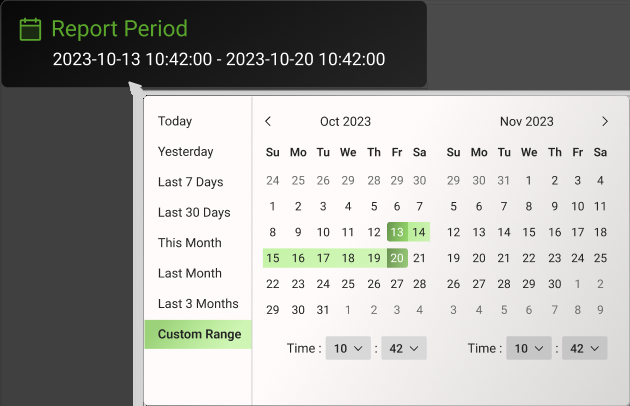 Report Period
2023-10-13 10:42:00 - 2023-10-20 10:42:00
Today
Yesterday
Last 7 Days
Last 30 Days
This Month
Last Month
Last 3 Months
Custom Range
Oct 2023
Su Mo Tu We Th Fr Sa
24 25 26 29 28 29 30
1 2 3 4 5 6 7
8 9 10 11 12 13 14
15 16 17 18 19 20 21
22 23 24 25 26 27 28
29 30 31 1 2 3 4
Time : 10 : 42
Nov 2023
Su Mo Tu We Th Fr Sa
29 30 31 1 2 3 4
5 6 7 8 9 10 11
12 13 14 15 16 17 18
19 20 21 22 23 24 25
26 27 28 29 30 1 2
3 4 5 6 7 8 9
Time : 10 : 42